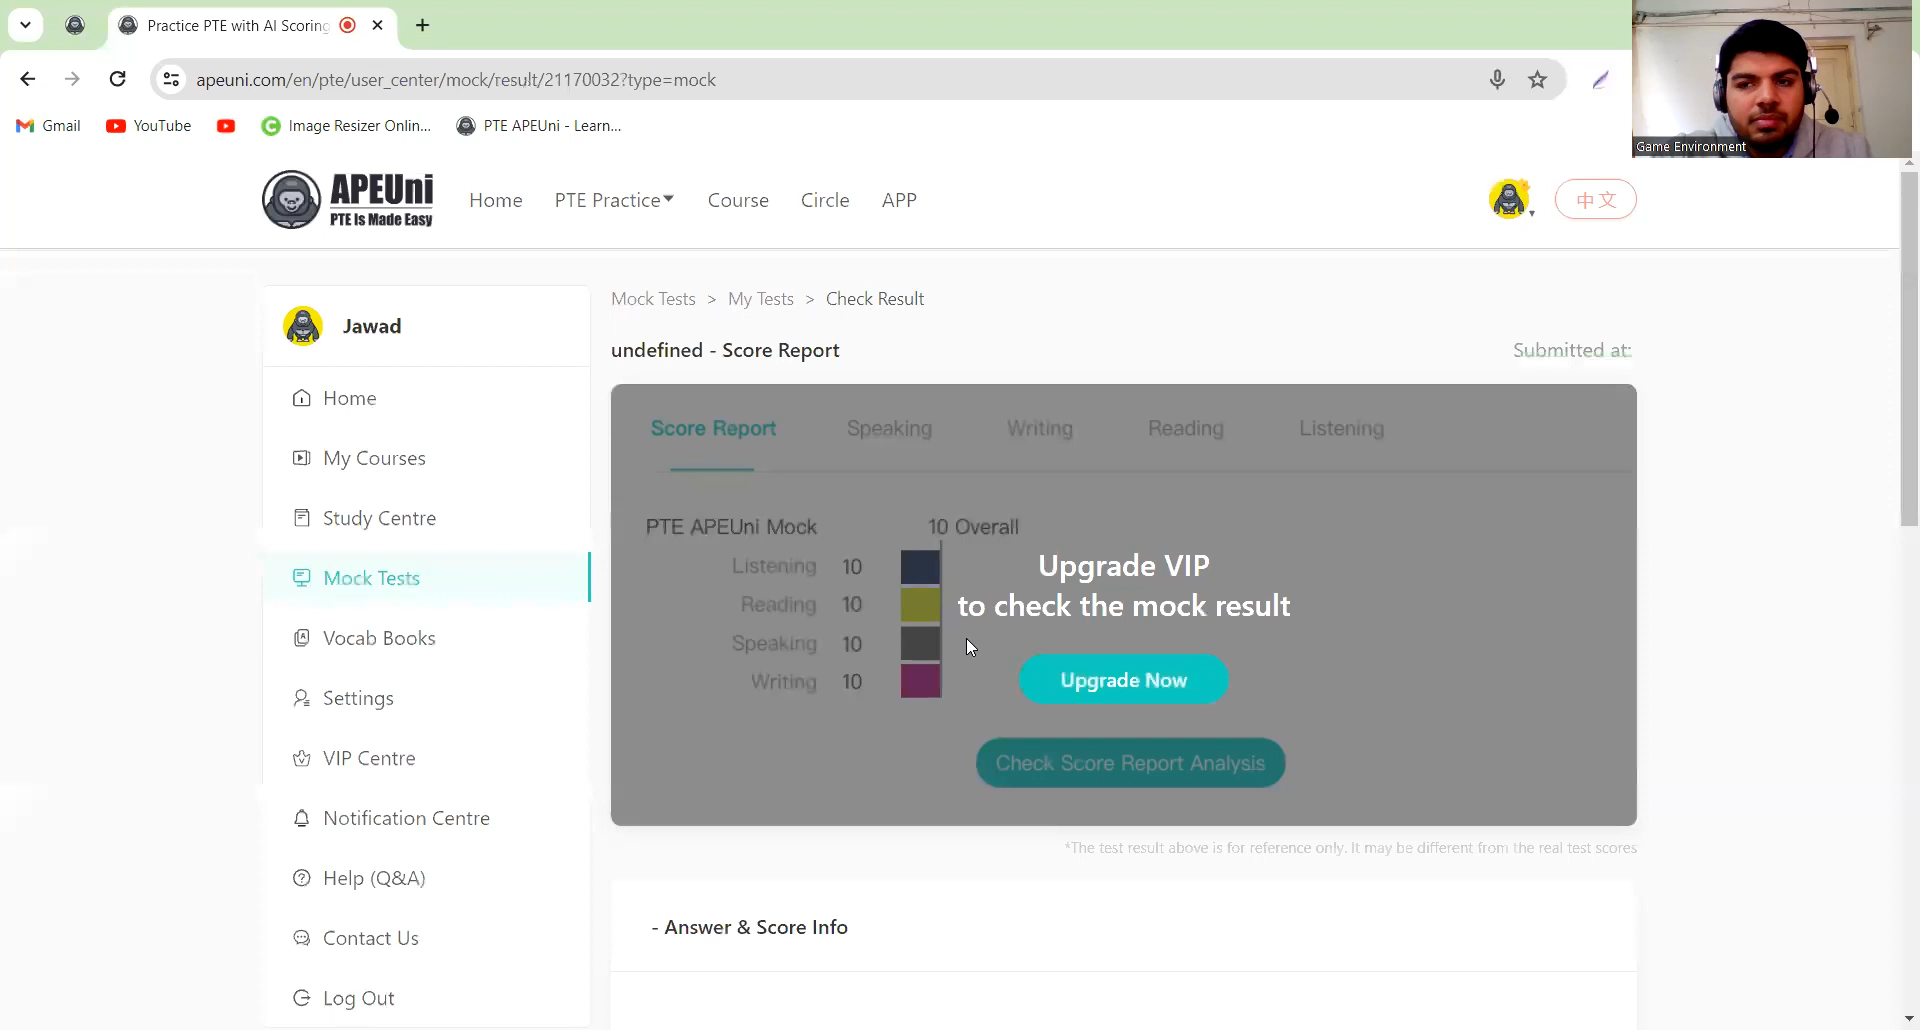 Practice PTE with AI Scoring
apeuni.com/en/pte/user_center/mock/result/21170032?type=mock
Gmail
YouTube
Image Resizer Onlin...
PTE APEUni - Learn...
Game Environment
APEUni
PTE Is Made Easy
Home
PTE Practice
Course
Circle
APP
中文
Jawad
Home
My Courses
Study Centre
Mock Tests
Vocab Books
Settings
VIP Centre
Notification Centre
Help (Q&A)
Contact Us
Log Out
Mock Tests > My Tests > Check Result
undefined - Score Report
Submitted at:
Score Report
Speaking
Writing
Reading
Listening
PTE APEUni Mock
10 Overall
Listening 10
Reading 10
Speaking 10
Writing 10
Upgrade VIP
to check the mock result
Upgrade Now
Check Score Report Analysis
*The test result above is for reference only. It may be different from the real test scores
- Answer & Score Info